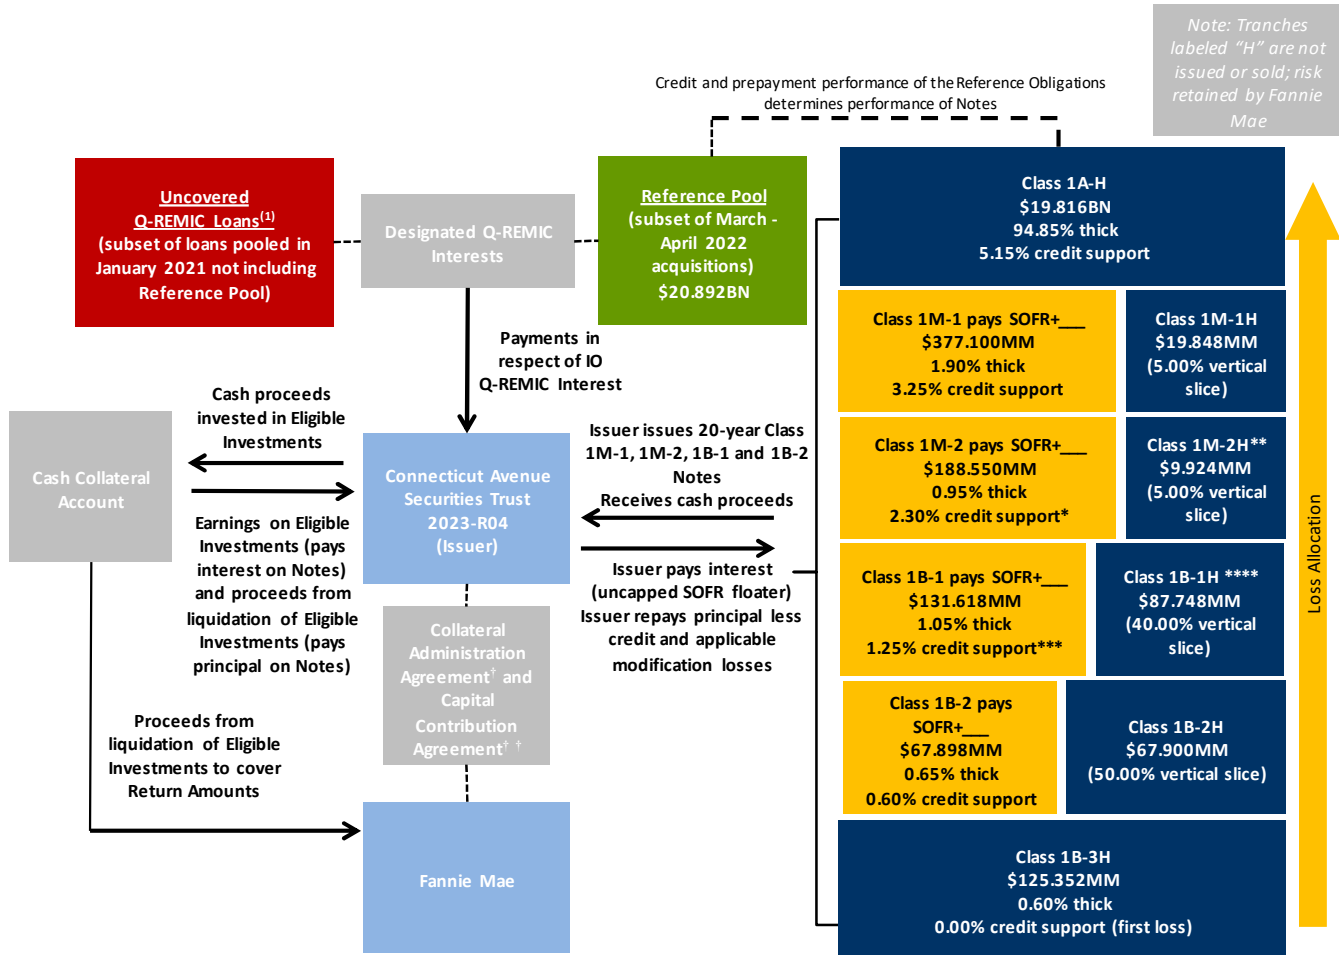 Note: Tranches
labeled “H” are not
issued or sold; risk
retained by Fannie
Mae
Credit and prepayment performance of the Reference Obligations
determines performance of Notes
Uncovered
Q-REMIC Loans(1)
(subset of loans pooled in
January 2021 not including
Reference Pool)
Designated Q-REMIC
Interests
Reference Pool
(subset of March -
April 2022
acquisitions)
$20.892BN
Payments in
respect of IO
Q-REMIC Interest
Cash proceeds
invested in Eligible
Investments
Cash Collateral
Account
Earnings on Eligible
Investments (pays
interest on Notes)
and proceeds from
liquidation of Eligible
Investments (pays
principal on Notes)
Connecticut Avenue
Securities Trust
2023-R04
(Issuer)
Issuer issues 20-year Class
1M-1, 1M-2, 1B-1 and 1B-2
Notes
Receives cash proceeds
Issuer pays interest
(uncapped SOFR floater)
Issuer repays principal less
credit and applicable
modification losses
Collateral
Administration
Agreement† and
Capital
Contribution
Agreement† †
Proceeds from
liquidation of Eligible
Investments to cover
Return Amounts
Fannie Mae
Class 1A-H
$19.816BN
94.85% thick
5.15% credit support
Class 1M-1 pays SOFR+___
$377.100MM
1.90% thick
3.25% credit support
Class 1M-1H
$19.848MM
(5.00% vertical
slice)
Class 1M-2 pays SOFR+___
$188.550MM
0.95% thick
2.30% credit support*
Class 1M-2H**
$9.924MM
(5.00% vertical
slice)
Class 1B-1 pays SOFR+___
$131.618MM
1.05% thick
1.25% credit support***
Class 1B-1H ****
$87.748MM
(40.00% vertical
slice)
Class 1B-2 pays
SOFR+___
$67.898MM
0.65% thick
0.60% credit support
Class 1B-2H
$67.900MM
(50.00% vertical slice)
Class 1B-3H
$125.352MM
0.60% thick
0.00% credit support (first loss)
Loss Allocation